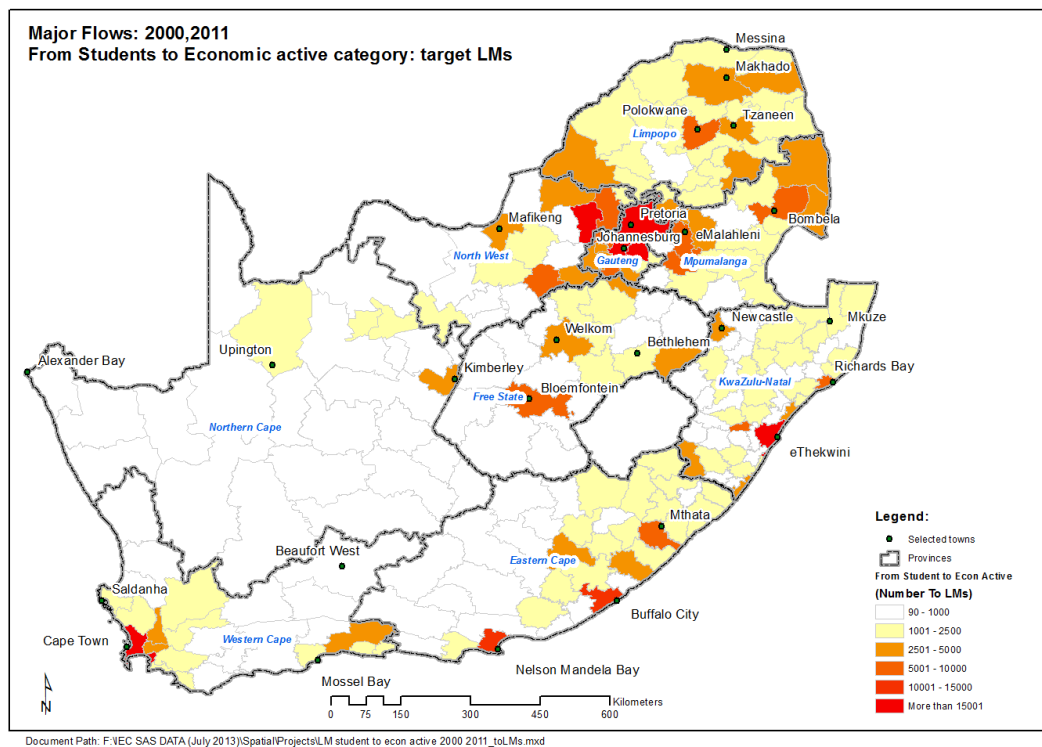 Major Flows: 2000,2011
From Students to Economic active category: target LMs
Messina
Makhado
Polokwane
Tzaneen
Limpopo
Mafikeng
Pretoria
Bombela
eMalahleni
Johannesburg
North West
Gauteng
Mpumalanga
Newcastle
Mkuze
Welkom
Bethlehem
Alexander Bay
Upington
Kimberley
Richards Bay
Bloemfontein
KwaZulu-Natal
Free State
Northern Cape
eThekwini
Mthata
Beaufort West
Eastern Cape
Saldanha
Buffalo City
Cape Town
Western Cape
Nelson Mandela Bay
Mossel Bay
Legend:
Selected towns
Provinces
From Student to Econ Active
(Number To LMs)
90 - 1000
1001 - 2500
2501 - 5000
5001 - 10000
10001 - 15000
More than 15001
N
Kilometers
0 75 150 300 450 600
Document Path: F:\IEC SAS DATA (July 2013)\Spatial\Projects\LM student to econ active 2000 2011_toLMs.mxd